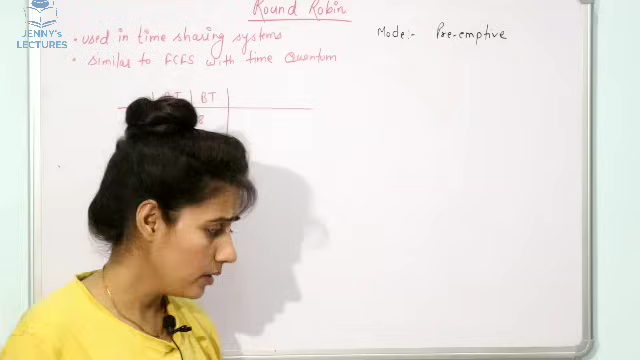 JENNY's
LECTURES
Round Robin
• used in time sharing systems
• similar to FCFS with time Quantum
Mode:- Pre-emptive
BT